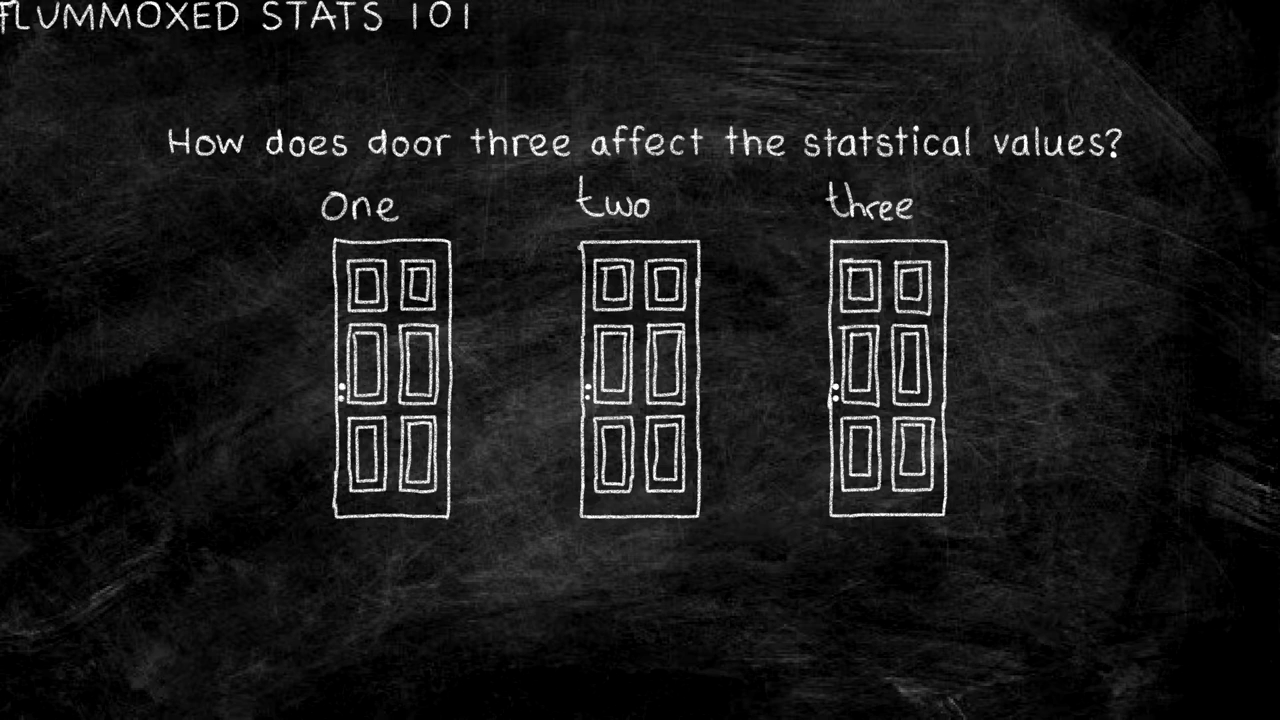 FLUMMOXED STATS 101
How does door three affect the statstical values?
One two three